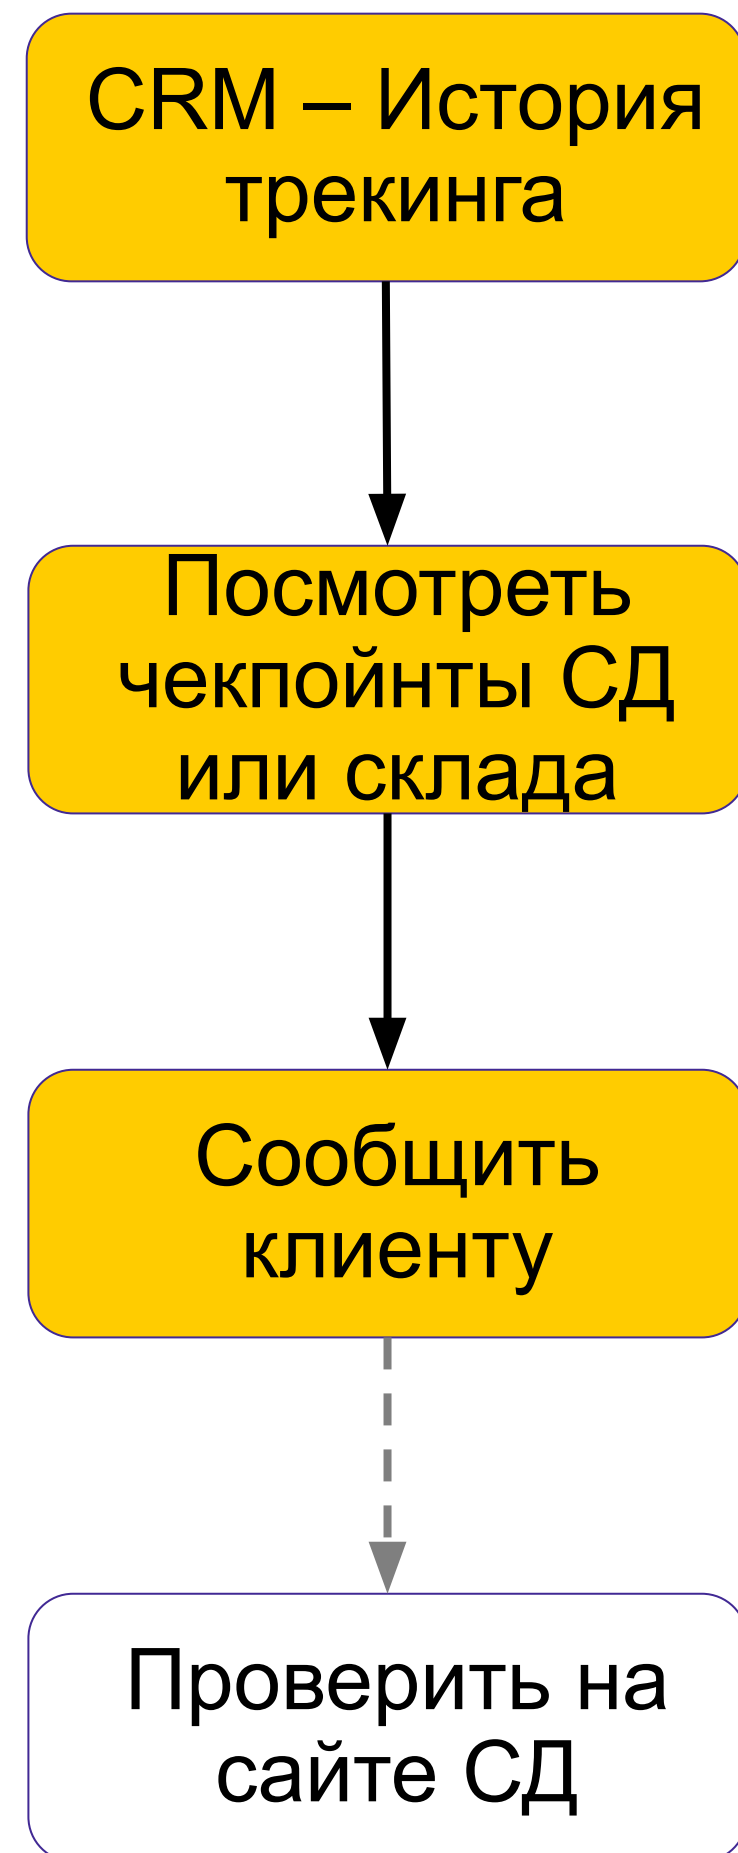 CRM – История
трекинга
Посмотреть
чекпойнты СД
или склада
Сообщить
клиенту
Проверить на
сайте СД